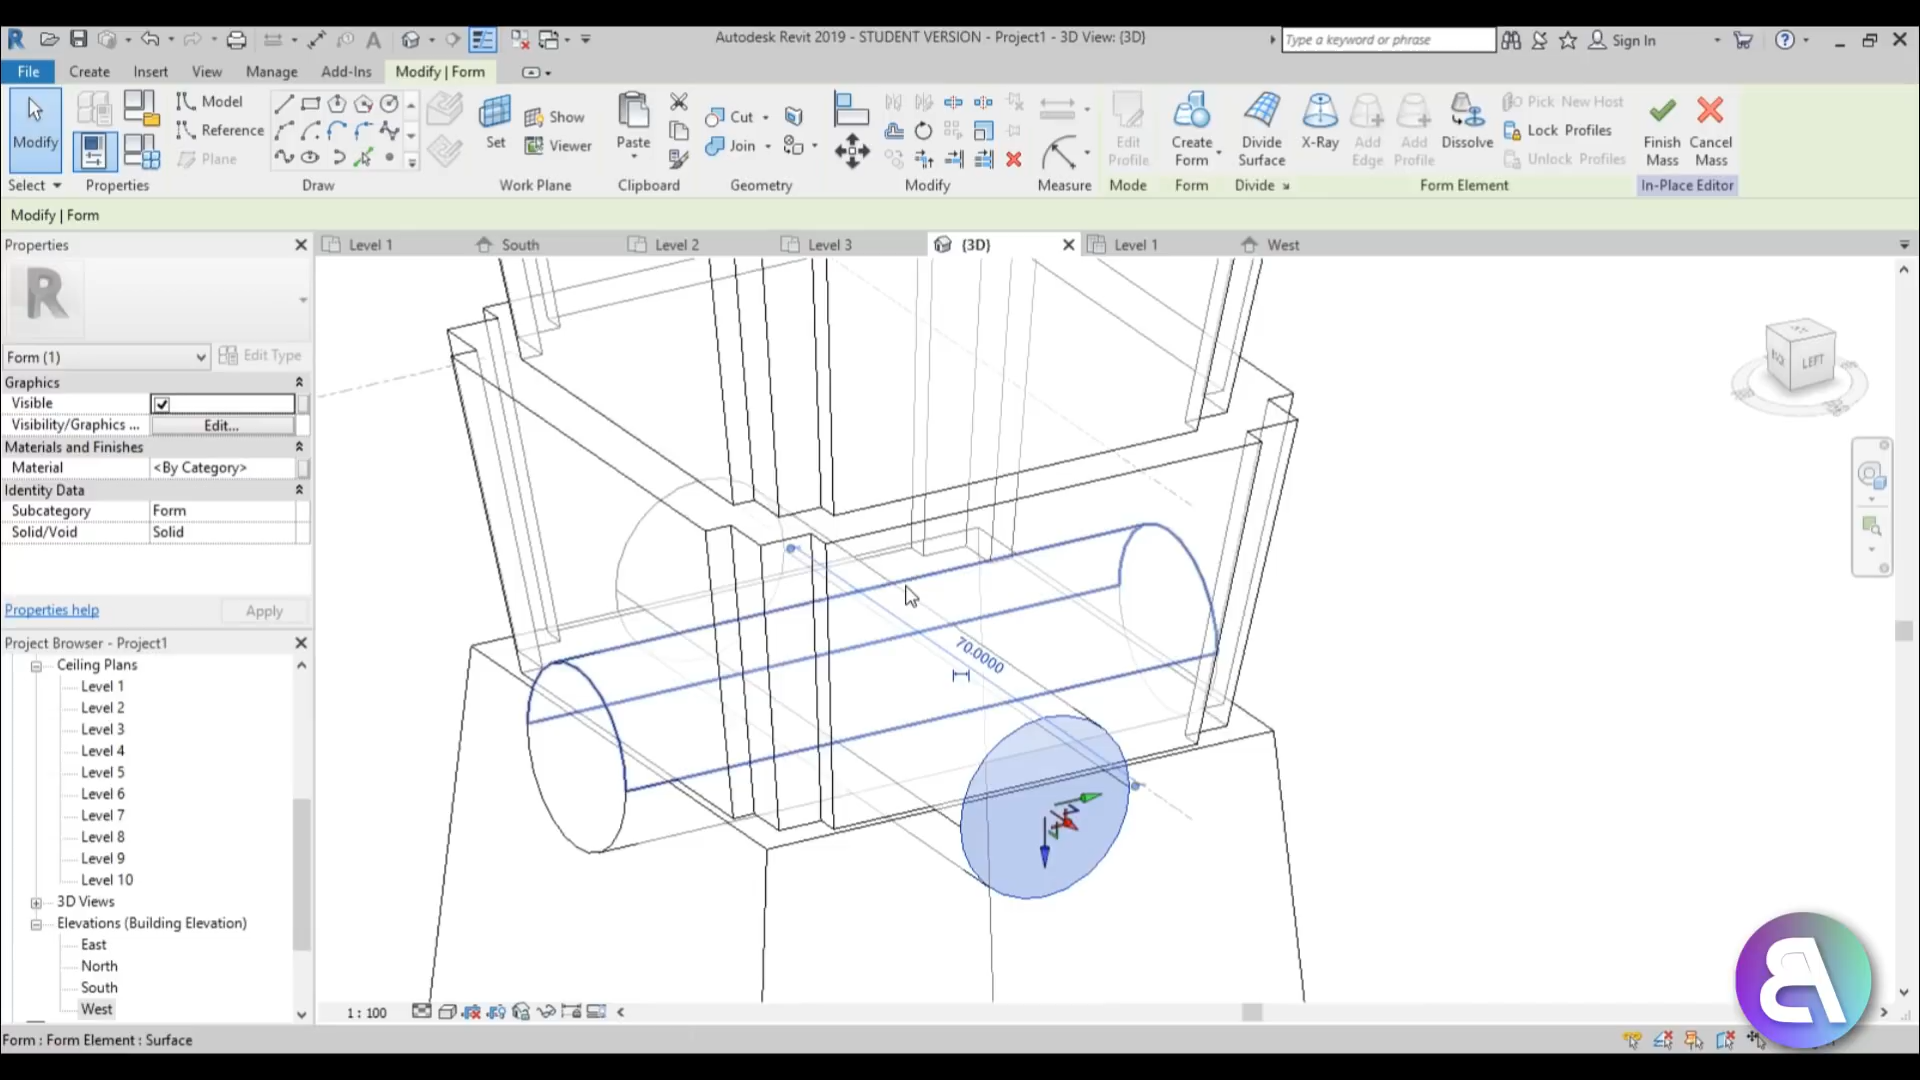 Autodesk Revit 2019 - STUDENT VERSION - Project1 - 3D View: {3D}
Type a keyword or phrase
Sign In
File Create Insert View Manage Add-Ins Modify | Form
Modify
Model
Reference
Plane
Set
Show
Viewer
Paste
Cut
Join
Edit Profile
Create Form
Divide Surface
X-Ray
Add Edge
Add Profile
Dissolve
Pick New Host
Lock Profiles
Unlock Profiles
Finish Mass
Cancel Mass
Select Properties Draw Work Plane Clipboard Geometry Modify Measure Mode Form Divide Form Element In-Place Editor
Modify | Form
Properties
Level 1 South Level 2 Level 3 {3D} Level 1 West
R
Form (1)
Edit Type
Graphics
Visible
Visibility/Graphics ... Edit...
Materials and Finishes
Material <By Category>
Identity Data
Subcategory Form
Solid/Void Solid
Properties help Apply
Project Browser - Project1
Ceiling Plans
Level 1
Level 2
Level 3
Level 4
Level 5
Level 6
Level 7
Level 8
Level 9
Level 10
3D Views
Elevations (Building Elevation)
East
North
South
West
70.0000
LEFT
1 : 100
Form : Form Element : Surface